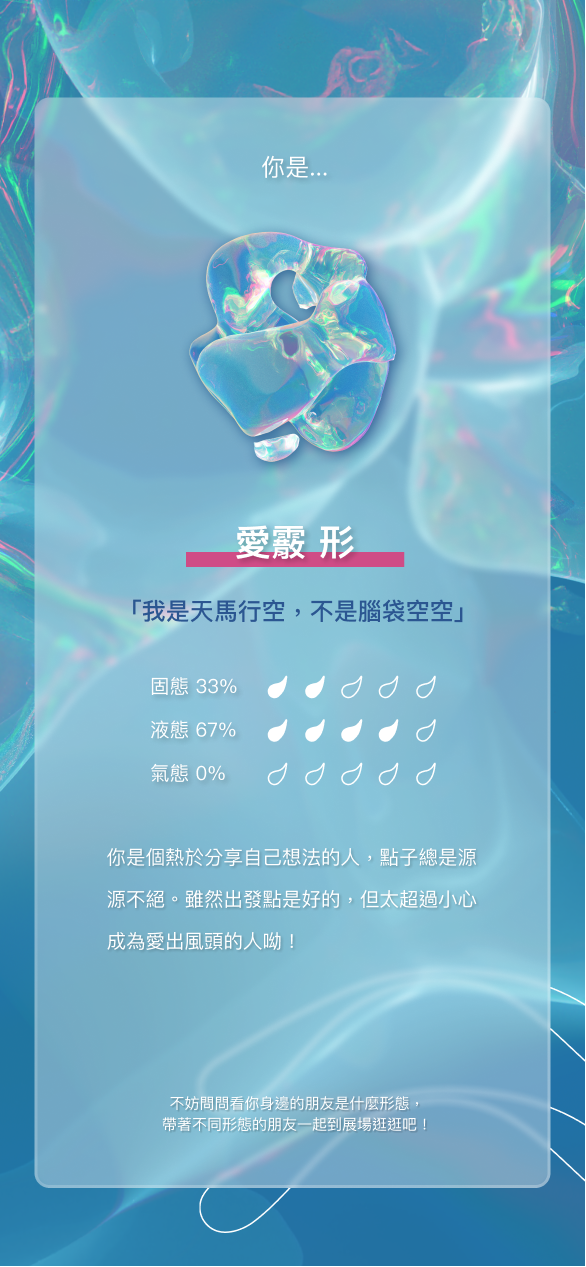 你是...
愛霰 形
「我是天馬行空，不是腦袋空空」
固態 33%
液態 67%
氣態 0%
你是個熱於分享自己想法的人，點子總是源
源不絕。雖然出發點是好的，但太超過小心
成為愛出風頭的人呦！
不妨問問看你身邊的朋友是什麼形態，
帶著不同形態的朋友一起到展場逛逛吧！